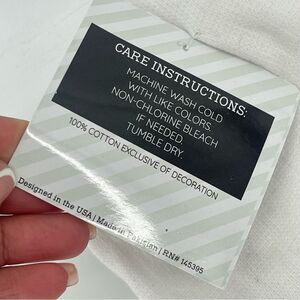 CARE INSTRUCTIONS:
MACHINE WASH COLD
WITH LIKE COLORS.
NON-CHLORINE BLEACH
IF NEEDED.
TUMBLE DRY.
100% COTTON EXCLUSIVE OF DECORATION
Designed in the USA | Made in Pakistan | RN# 145395